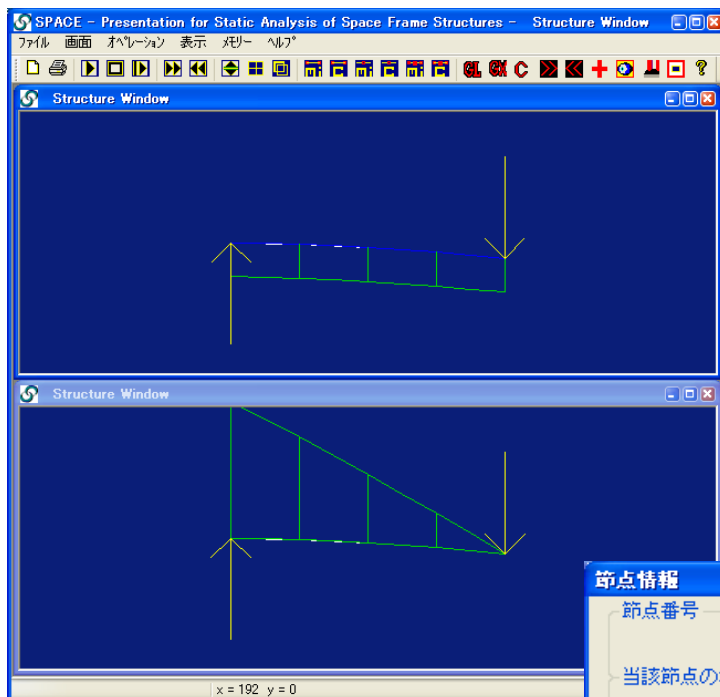 SPACE - Presentation for Static Analysis of Space Frame Structures - Structure Window
ファイル 画面 オペレーション 表示 メモリー ヘルプ
GL GX C
Structure Window
Structure Window
節点情報
節点番号
当該節点の
x = 192 y = 0